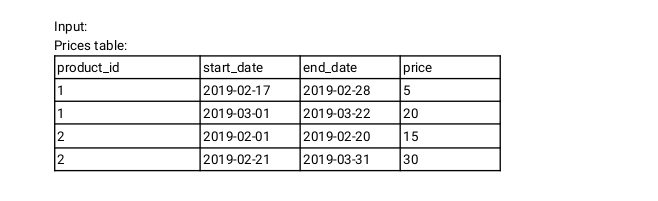 Input:
Prices table:
product_id start_date end_date price
1 2019-02-17 2019-02-28 5
1 2019-03-01 2019-03-22 20
2 2019-02-01 2019-02-20 15
2 2019-02-21 2019-03-31 30